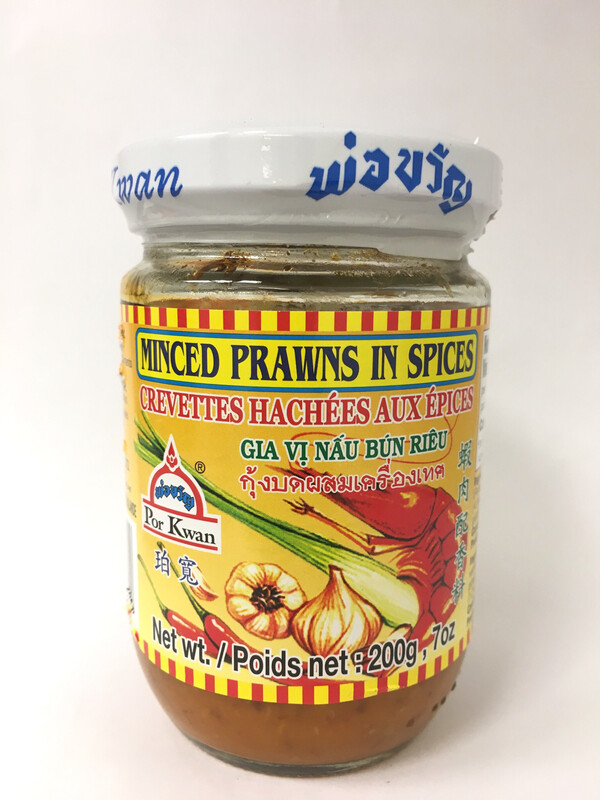 Kwan
พ่อขวัญ
MINCED PRAWNS IN SPICES
CREVETTES HACHÉES AUX ÉPICES
GIA VỊ NẤU BÚN RIÊU
กุ้งบดผสมเครื่องเทศ
蝦肉配香料
®
พ่อขวัญ
Por Kwan
珀寬
Net wt. / Poids net : 200g , 7oz